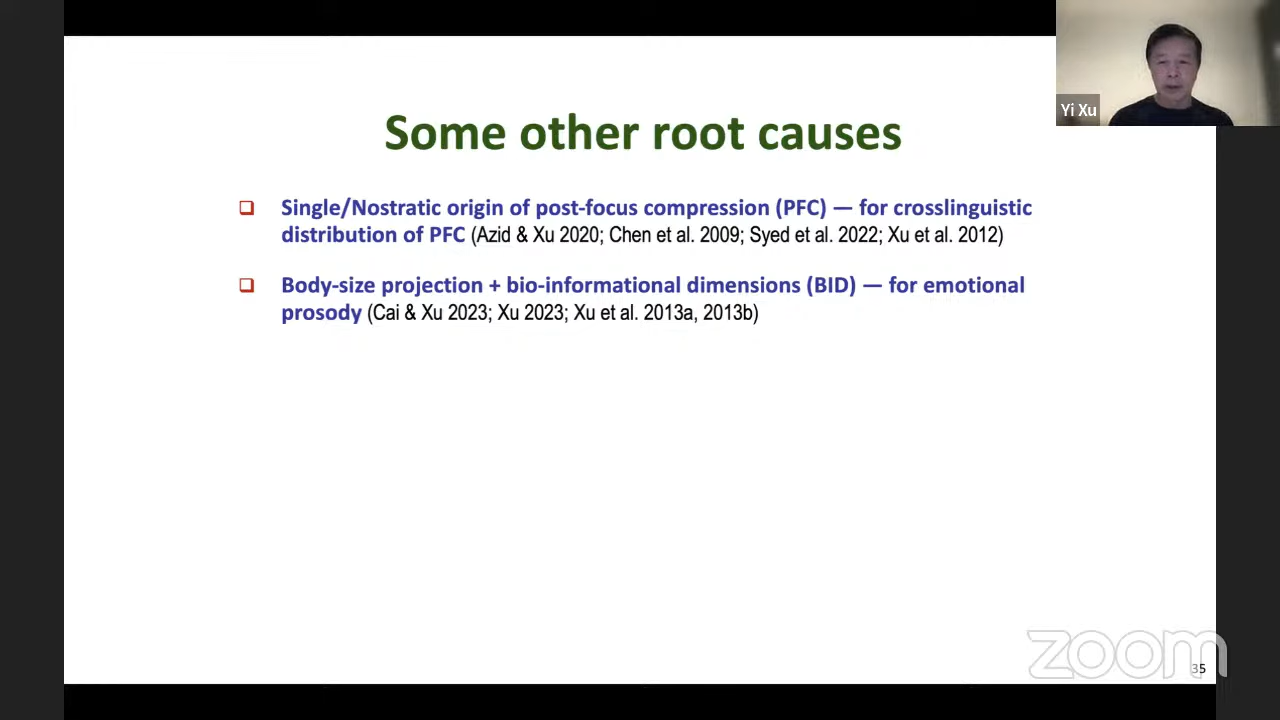 Yi Xu
Some other root causes
❑ Single/Nostratic origin of post-focus compression (PFC) — for crosslinguistic
distribution of PFC (Azid & Xu 2020; Chen et al. 2009; Syed et al. 2022; Xu et al. 2012)
❑ Body-size projection + bio-informational dimensions (BID) — for emotional
prosody (Cai & Xu 2023; Xu 2023; Xu et al. 2013a, 2013b)
zoom
35